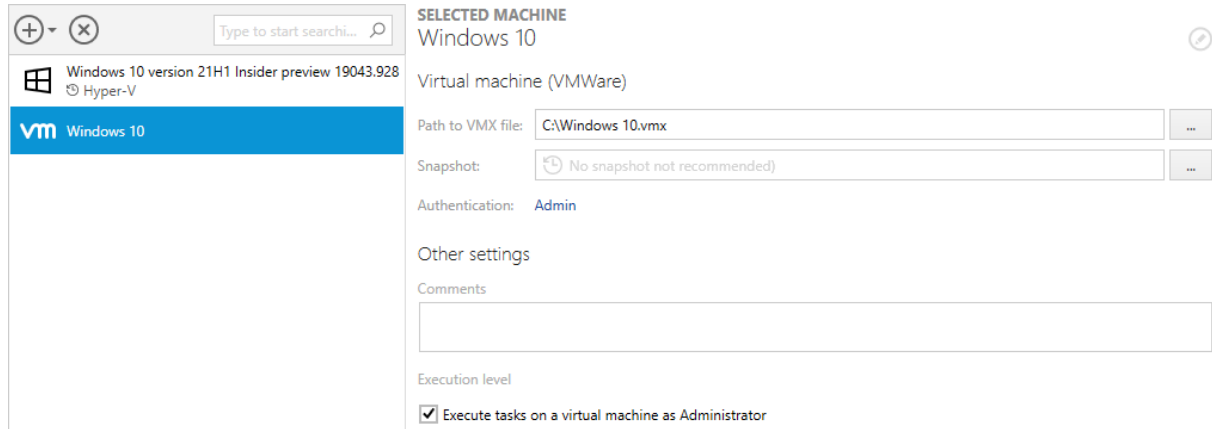 Type to start searchi...
Windows 10 version 21H1 Insider preview 19043.928
Hyper-V
vm Windows 10
SELECTED MACHINE
Windows 10
Virtual machine (VMWare)
Path to VMX file: C:\Windows 10.vmx ...
Snapshot: No snapshot not recommended) ...
Authentication: Admin
Other settings
Comments
Execution level
Execute tasks on a virtual machine as Administrator